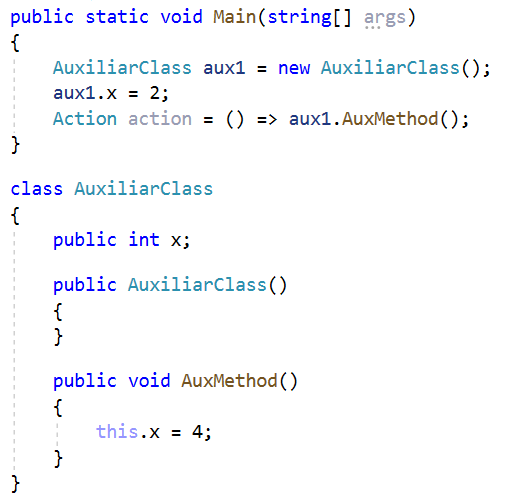 public static void Main(string[] args)
{
    AuxiliarClass aux1 = new AuxiliarClass();
    aux1.x = 2;
    Action action = () => aux1.AuxMethod();
}
class AuxiliarClass
{
    public int x;
    public AuxiliarClass()
    {
    }
    public void AuxMethod()
    {
        this.x = 4;
    }
}